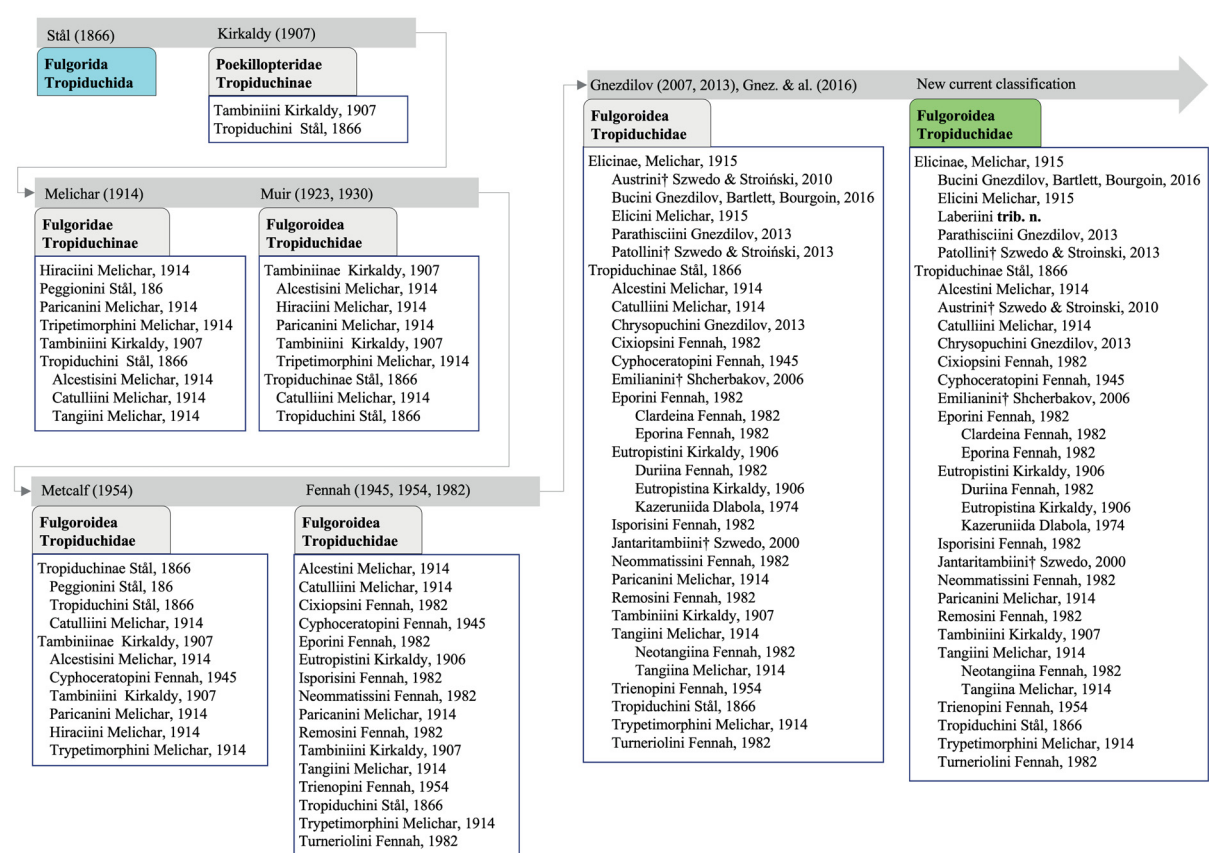 Stål (1866)
Kirkaldy (1907)
Fulgorida
Tropiduchida
Poekillopteridae
Tropiduchinae
Tambiniini Kirkaldy, 1907
Tropiduchini Stål, 1866
Melichar (1914)
Muir (1923, 1930)
Fulgoridae
Tropiduchinae
Hiraciini Melichar, 1914
Peggionini Stål, 186
Paricanini Melichar, 1914
Tripetimorphini Melichar, 1914
Tambiniini Kirkaldy, 1907
Tropiduchini Stål, 1866
Alcestisini Melichar, 1914
Catulliini Melichar, 1914
Tangiini Melichar, 1914
Fulgoroidea
Tropiduchidae
Tambiniinae Kirkaldy, 1907
Alcestisini Melichar, 1914
Hiraciini Melichar, 1914
Paricanini Melichar, 1914
Tambiniini Kirkaldy, 1907
Tripetimorphini Melichar, 1914
Tropiduchinae Stål, 1866
Catulliini Melichar, 1914
Tropiduchini Stål, 1866
Metcalf (1954)
Fennah (1945, 1954, 1982)
Fulgoroidea
Tropiduchidae
Tropiduchinae Stål, 1866
Peggionini Stål, 186
Tropiduchini Stål, 1866
Catulliini Melichar, 1914
Tambiniinae Kirkaldy, 1907
Alcestisini Melichar, 1914
Cyphoceratopini Fennah, 1945
Tambiniini Kirkaldy, 1907
Paricanini Melichar, 1914
Hiraciini Melichar, 1914
Trypetimorphini Melichar, 1914
Fulgoroidea
Tropiduchidae
Alcestini Melichar, 1914
Catulliini Melichar, 1914
Cixiopsini Fennah, 1982
Cyphoceratopini Fennah, 1945
Eporini Fennah, 1982
Eutropistini Kirkaldy, 1906
Isporisini Fennah, 1982
Neommatissini Fennah, 1982
Paricanini Melichar, 1914
Remosini Fennah, 1982
Tambiniini Kirkaldy, 1907
Tangiini Melichar, 1914
Trienopini Fennah, 1954
Tropiduchini Stål, 1866
Trypetimorphini Melichar, 1914
Turneriolini Fennah, 1982
Gnezdilov (2007, 2013), Gnez. & al. (2016)
New current classification
Fulgoroidea
Tropiduchidae
Elicinae, Melichar, 1915
Austrini† Szwedo & Stroiński, 2010
Bucini Gnezdilov, Bartlett, Bourgoin, 2016
Elicini Melichar, 1915
Parathisciini Gnezdilov, 2013
Patollini† Szwedo & Stroiński, 2013
Tropiduchinae Stål, 1866
Alcestini Melichar, 1914
Catulliini Melichar, 1914
Chrysopuchini Gnezdilov, 2013
Cixiopsini Fennah, 1982
Cyphoceratopini Fennah, 1945
Emilianini† Shcherbakov, 2006
Eporini Fennah, 1982
Clardeina Fennah, 1982
Eporina Fennah, 1982
Eutropistini Kirkaldy, 1906
Duriina Fennah, 1982
Eutropistina Kirkaldy, 1906
Kazeruniida Dlabola, 1974
Isporisini Fennah, 1982
Jantaritambiini† Szwedo, 2000
Neommatissini Fennah, 1982
Paricanini Melichar, 1914
Remosini Fennah, 1982
Tambiniini Kirkaldy, 1907
Tangiini Melichar, 1914
Neotangiina Fennah, 1982
Tangiina Melichar, 1914
Trienopini Fennah, 1954
Tropiduchini Stål, 1866
Trypetimorphini Melichar, 1914
Turneriolini Fennah, 1982
Fulgoroidea
Tropiduchidae
Elicinae, Melichar, 1915
Bucini Gnezdilov, Bartlett, Bourgoin, 2016
Elicini Melichar, 1915
Laberiini trib. n.
Parathisciini Gnezdilov, 2013
Patollini† Szwedo & Stroinski, 2013
Tropiduchinae Stål, 1866
Alcestini Melichar, 1914
Austrini† Szwedo & Stroinski, 2010
Catulliini Melichar, 1914
Chrysopuchini Gnezdilov, 2013
Cixiopsini Fennah, 1982
Cyphoceratopini Fennah, 1945
Emilianini† Shcherbakov, 2006
Eporini Fennah, 1982
Clardeina Fennah, 1982
Eporina Fennah, 1982
Eutropistini Kirkaldy, 1906
Duriina Fennah, 1982
Eutropistina Kirkaldy, 1906
Kazeruniida Dlabola, 1974
Isporisini Fennah, 1982
Jantaritambiini† Szwedo, 2000
Neommatissini Fennah, 1982
Paricanini Melichar, 1914
Remosini Fennah, 1982
Tambiniini Kirkaldy, 1907
Tangiini Melichar, 1914
Neotangiina Fennah, 1982
Tangiina Melichar, 1914
Trienopini Fennah, 1954
Tropiduchini Stål, 1866
Trypetimorphini Melichar, 1914
Turneriolini Fennah, 1982